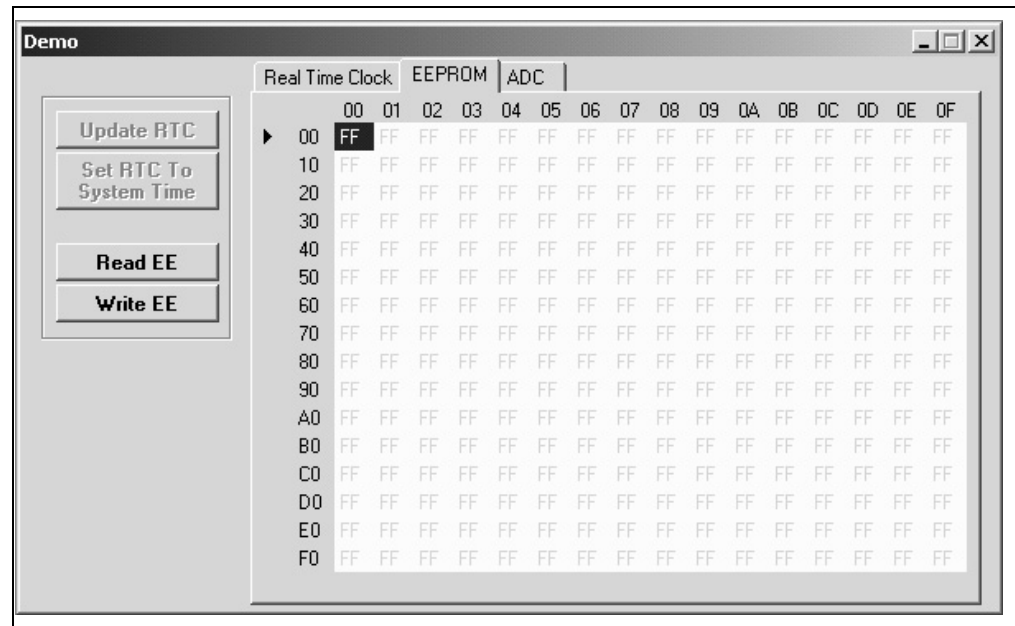 Demo
Real Time Clock EEPROM ADC
Update RTC
Set RTC To
System Time
Read EE
Write EE
00 01 02 03 04 05 06 07 08 09 0A 0B 0C 0D 0E 0F
00 FF FF FF FF FF FF FF FF FF FF FF FF FF FF FF FF
10 FF FF FF FF FF FF FF FF FF FF FF FF FF FF FF FF
20 FF FF FF FF FF FF FF FF FF FF FF FF FF FF FF FF
30 FF FF FF FF FF FF FF FF FF FF FF FF FF FF FF FF
40 FF FF FF FF FF FF FF FF FF FF FF FF FF FF FF FF
50 FF FF FF FF FF FF FF FF FF FF FF FF FF FF FF FF
60 FF FF FF FF FF FF FF FF FF FF FF FF FF FF FF FF
70 FF FF FF FF FF FF FF FF FF FF FF FF FF FF FF FF
80 FF FF FF FF FF FF FF FF FF FF FF FF FF FF FF FF
90 FF FF FF FF FF FF FF FF FF FF FF FF FF FF FF FF
A0 FF FF FF FF FF FF FF FF FF FF FF FF FF FF FF FF
B0 FF FF FF FF FF FF FF FF FF FF FF FF FF FF FF FF
C0 FF FF FF FF FF FF FF FF FF FF FF FF FF FF FF FF
D0 FF FF FF FF FF FF FF FF FF FF FF FF FF FF FF FF
E0 FF FF FF FF FF FF FF FF FF FF FF FF FF FF FF FF
F0 FF FF FF FF FF FF FF FF FF FF FF FF FF FF FF FF